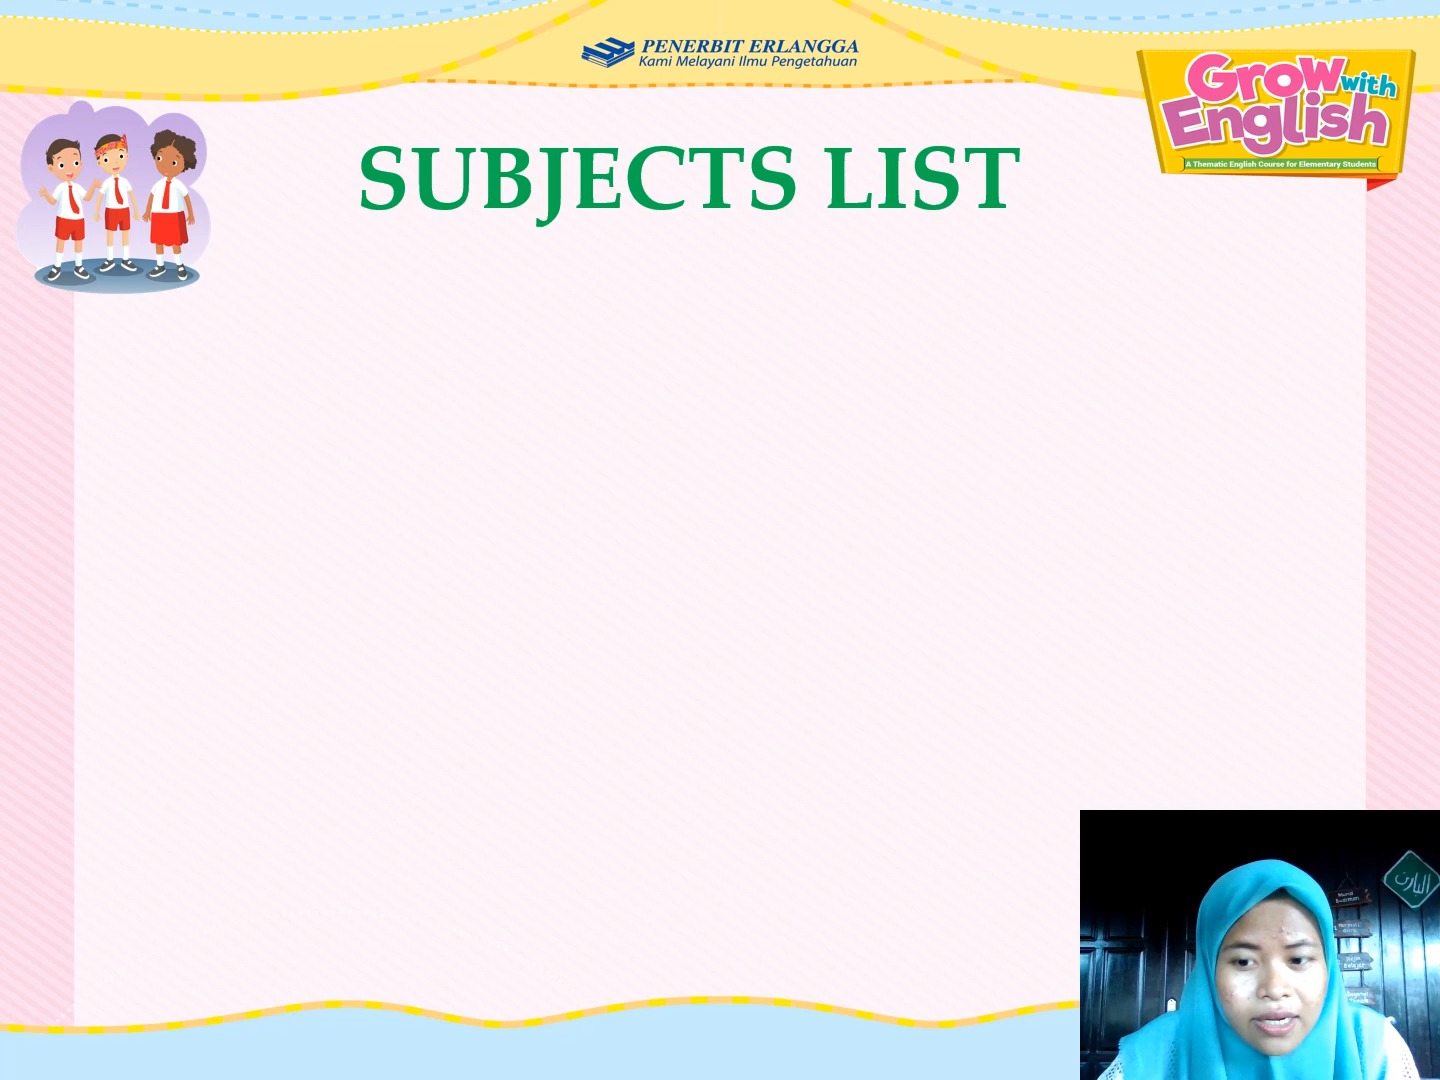 PENERBIT ERLANGGA
Kami Melayani Ilmu Pengetahuan
Grow with
English
A Thematic English Course for Elementary Students
SUBJECTS LIST